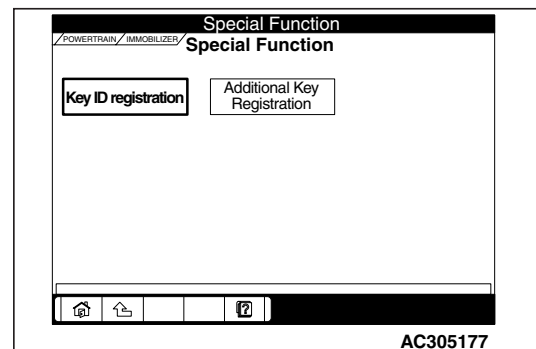 Special Function
POWERTRAIN IMMOBILIZER Special Function
Key ID registration
Additional Key
Registration
?
AC305177